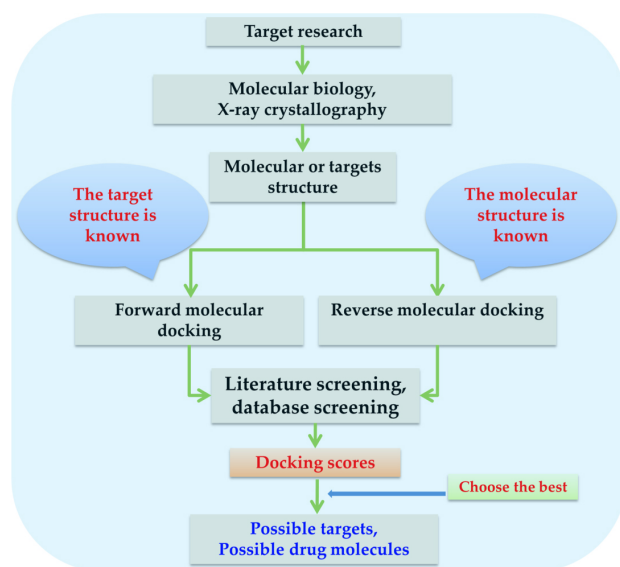 Target research
Molecular biology,
X-ray crystallography
Molecular or targets
structure
The target
structure is
known
The molecular
structure is
known
Forward molecular
docking
Reverse molecular docking
Literature screening,
database screening
Docking scores
Choose the best
Possible targets,
Possible drug molecules